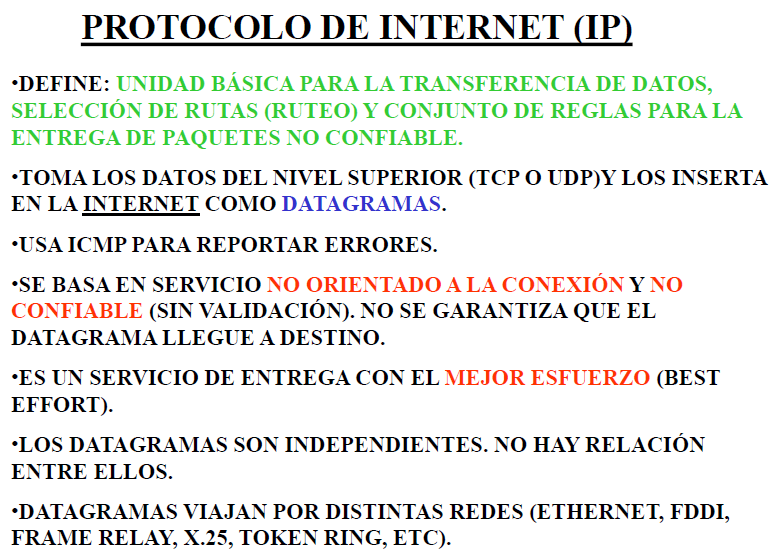 PROTOCOLO DE INTERNET (IP)
•DEFINE: UNIDAD BÁSICA PARA LA TRANSFERENCIA DE DATOS,
SELECCIÓN DE RUTAS (RUTEO) Y CONJUNTO DE REGLAS PARA LA
ENTREGA DE PAQUETES NO CONFIABLE.
•TOMA LOS DATOS DEL NIVEL SUPERIOR (TCP O UDP)Y LOS INSERTA
EN LA INTERNET COMO DATAGRAMAS.
•USA ICMP PARA REPORTAR ERRORES.
•SE BASA EN SERVICIO NO ORIENTADO A LA CONEXIÓN Y NO
CONFIABLE (SIN VALIDACIÓN). NO SE GARANTIZA QUE EL
DATAGRAMA LLEGUE A DESTINO.
•ES UN SERVICIO DE ENTREGA CON EL MEJOR ESFUERZO (BEST
EFFORT).
•LOS DATAGRAMAS SON INDEPENDIENTES. NO HAY RELACIÓN
ENTRE ELLOS.
•DATAGRAMAS VIAJAN POR DISTINTAS REDES (ETHERNET, FDDI,
FRAME RELAY, X.25, TOKEN RING, ETC).